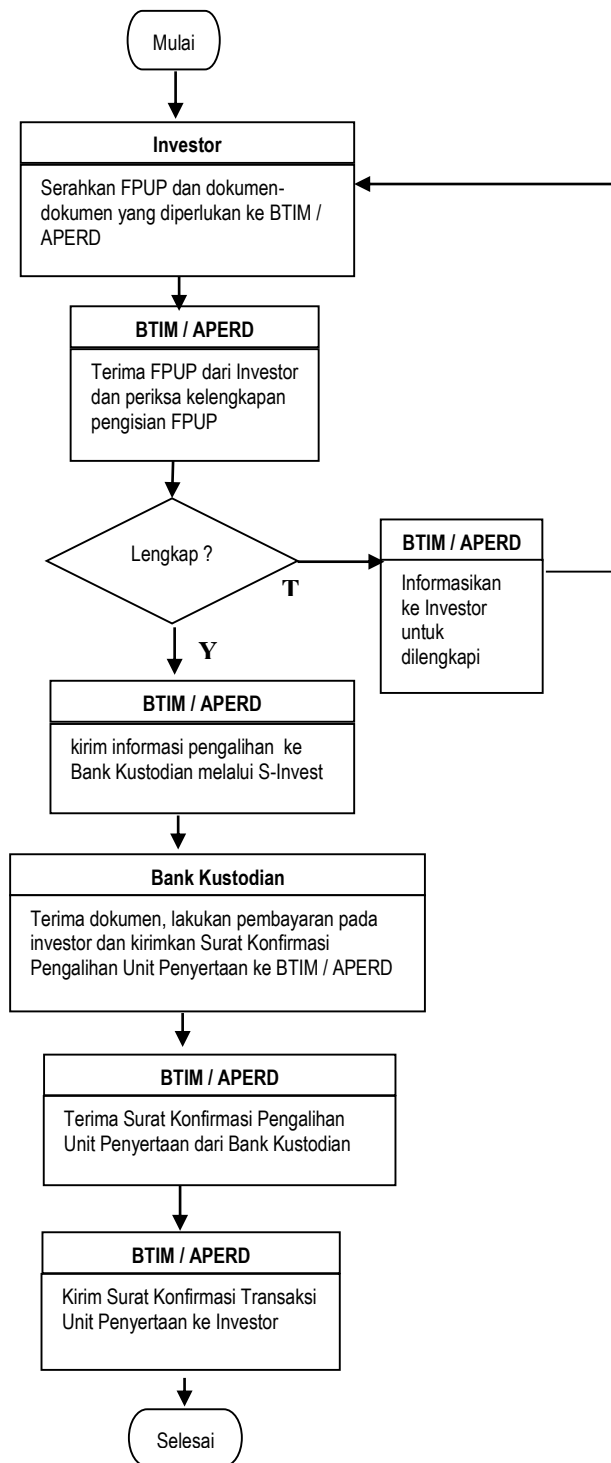 Mulai
Investor
Serahkan FPUP dan dokumen-
dokumen yang diperlukan ke BTIM /
APERD
BTIM / APERD
Terima FPUP dari Investor
dan periksa kelengkapan
pengisian FPUP
Lengkap ?
T
BTIM / APERD
Informasikan
ke Investor
untuk
dilengkapi
Y
BTIM / APERD
kirim informasi pengalihan ke
Bank Kustodian melalui S-Invest
Bank Kustodian
Terima dokumen, lakukan pembayaran pada
investor dan kirimkan Surat Konfirmasi
Pengalihan Unit Penyertaan ke BTIM / APERD
BTIM / APERD
Terima Surat Konfirmasi Pengalihan
Unit Penyertaan dari Bank Kustodian
BTIM / APERD
Kirim Surat Konfirmasi Transaksi
Unit Penyertaan ke Investor
Selesai